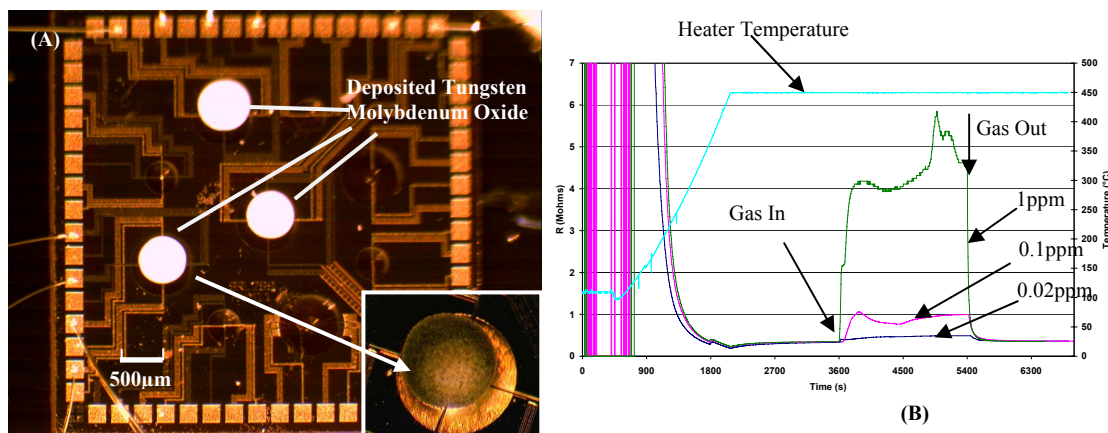 (A)
Deposited Tungsten
Molybdenum Oxide
500µm
Heater Temperature
7
6
5
4
3
2
1
0
R (Mohms)
500
450
400
350
300
250
200
150
100
50
0
Temperature (°C)
Gas In
Gas Out
1ppm
0.1ppm
0.02ppm
0
900
1800
2700
3600
4500
5400
6300
Time (s)
(B)